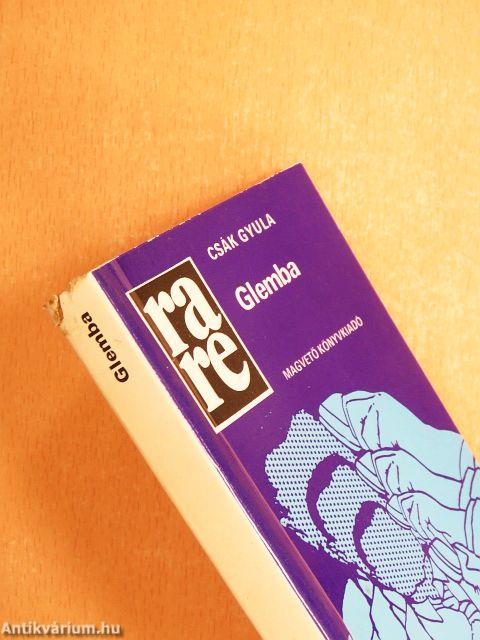 CSÁK GYULA
Glemba
MAGVETŐ KÖNYVKIADÓ
ra
re
Glemba
Antikvárium.hu